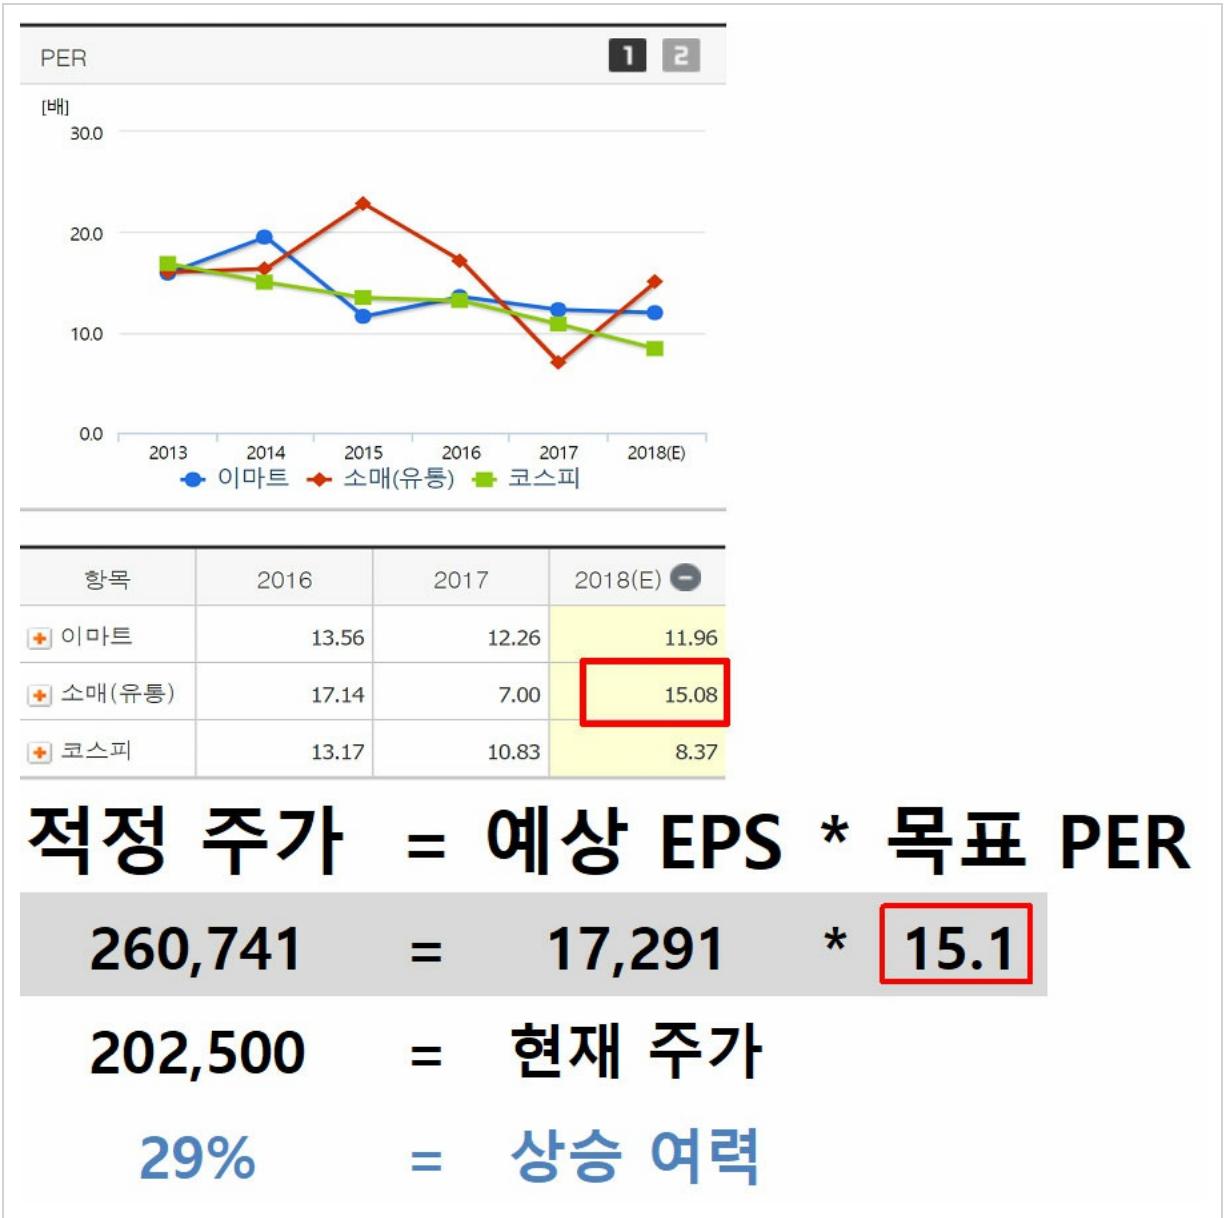 PER 1 2
[배]
30.0
20.0
10.0
0.0
2013 2014 2015 2016 2017 2018(E)
이마트 소매(유통) 코스피
항목 2016 2017 2018(E)
이마트 13.56 12.26 11.96
소매(유통) 17.14 7.00 15.08
코스피 13.17 10.83 8.37
적정 주가 = 예상 EPS * 목표 PER
260,741 = 17,291 * 15.1
202,500 = 현재 주가
29% = 상승 여력